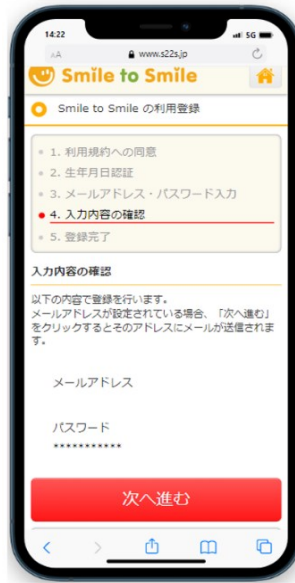 14:22
5G
AA
www.s22s.jp
Smile to Smile
Smile to Smile の利用登録
1. 利用規約への同意
2. 生年月日認証
3. メールアドレス・パスワード入力
4. 入力内容の確認
5. 登録完了
入力内容の確認
以下の内容で登録を行います。
メールアドレスが設定されている場合、「次へ進む」
をクリックするとそのアドレスにメールが送信されま
す。
メールアドレス
パスワード
***********
次へ進む